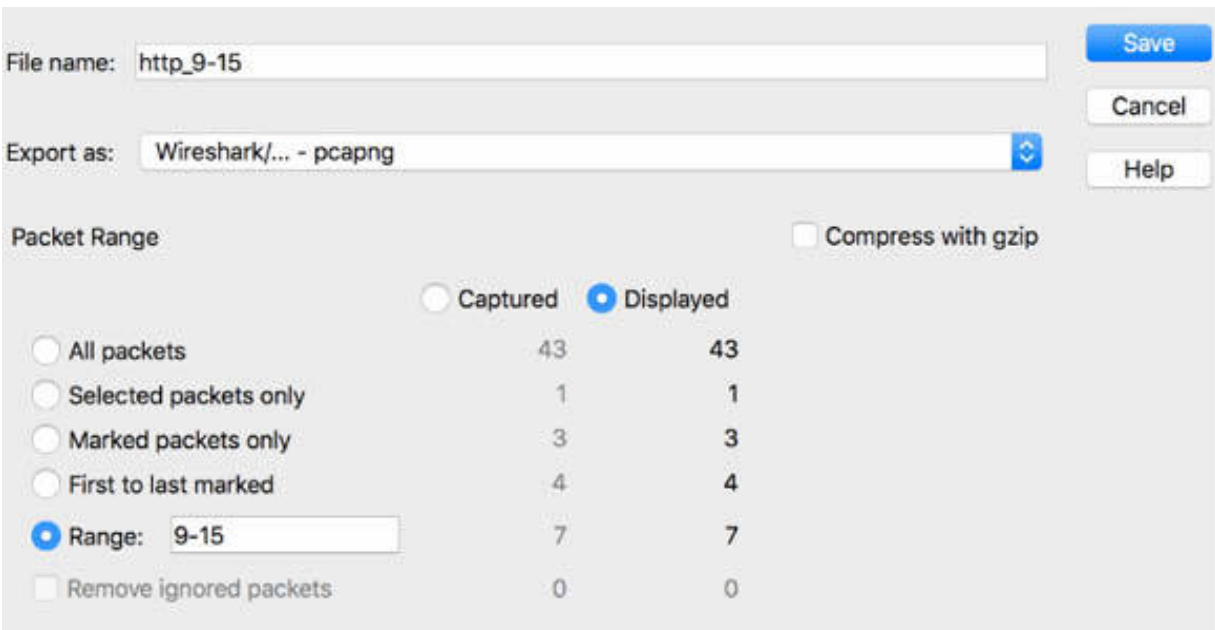 File name: http_9-15 Save
Cancel
Export as: Wireshark/... - pcapng
Help
Packet Range Compress with gzip
Captured Displayed
All packets 43 43
Selected packets only 1 1
Marked packets only 3 3
First to last marked 4 4
Range: 9-15 7 7
Remove ignored packets 0 0